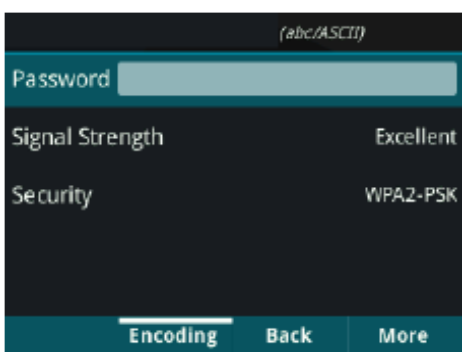 (abc/ASCII)
Password
Signal Strength Excellent
Security WPA2-PSK
Encoding Back More